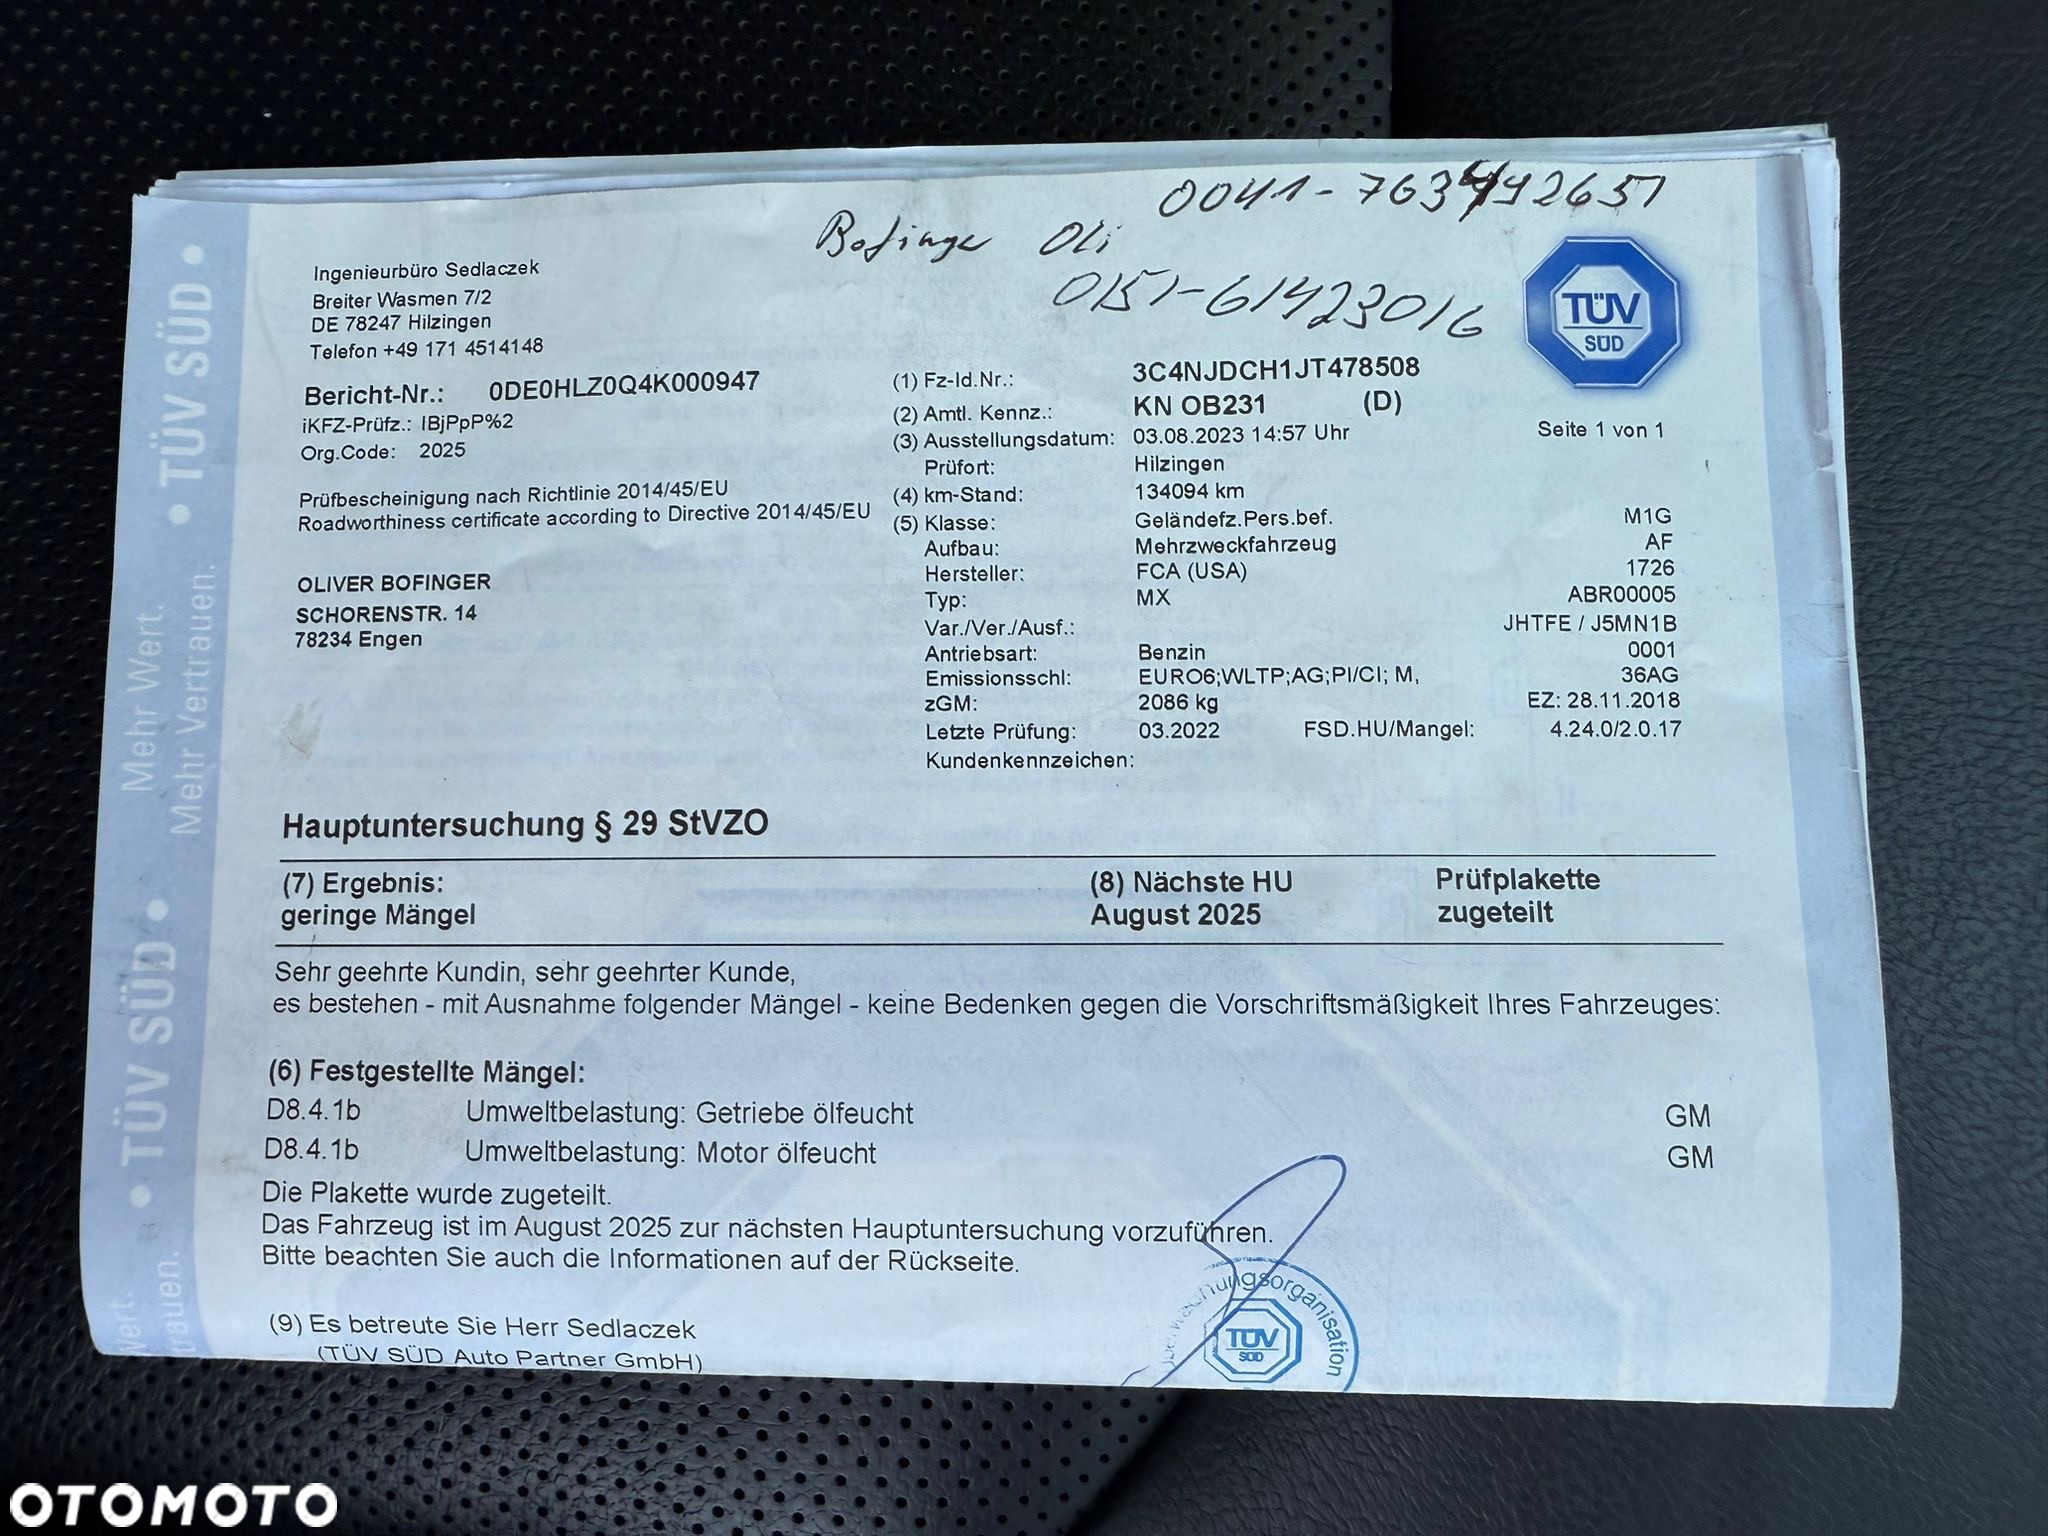 0041-763
Bofinge Oli
0151-61423016
TÜV
SÜD
Ingenieurbüro Sedlaczek
Breiter Wasmen 7/2
DE 78247 Hilzingen
Telefon +49 171 4514148
Bericht-Nr.: 0DE0HLZ0Q4K000947
iKFZ-Prüfz.: IBjPpP%2
Org.Code: 2025
Prüfbescheinigung nach Richtlinie 2014/45/EU
Roadworthiness certificate according to Directive 2014/45/EU
OLIVER BOFINGER
SCHORENSTR. 14
78234 Engen
(1) Fz-Id.Nr.: 3C4NJDCH1JT478508
(2) Amtl. Kennz.: KN OB231 (D)
(3) Ausstellungsdatum: 03.08.2023 14:57 Uhr
Seite 1 von 1
Prüfort: Hilzingen
(4) km-Stand: 134094 km
(5) Klasse: Geländefz.Pers.bef. M1G
Aufbau: Mehrzweckfahrzeug AF
Hersteller: FCA (USA) 1726
Typ: MX ABR00005
Var./Ver./Ausf.: JHTFE / J5MN1B
Antriebsart: Benzin 0001
Emissionsschl: EURO6;WLTP;AG;PI/CI; M, 36AG
zGM: 2086 kg EZ: 28.11.2018
Letzte Prüfung: 03.2022 FSD.HU/Mangel: 4.24.0/2.0.17
Kundenkennzeichen:
Hauptuntersuchung § 29 StVZO
(7) Ergebnis: (8) Nächste HU Prüfplakette
geringe Mängel August 2025 zugeteilt
Sehr geehrte Kundin, sehr geehrter Kunde,
es bestehen - mit Ausnahme folgender Mängel - keine Bedenken gegen die Vorschriftsmäßigkeit Ihres Fahrzeuges:
(6) Festgestellte Mängel:
D8.4.1b Umweltbelastung: Getriebe ölfeucht GM
D8.4.1b Umweltbelastung: Motor ölfeucht GM
Die Plakette wurde zugeteilt.
Das Fahrzeug ist im August 2025 zur nächsten Hauptuntersuchung vorzuführen.
Bitte beachten Sie auch die Informationen auf der Rückseite.
(9) Es betreute Sie Herr Sedlaczek
(TÜV SÜD Auto Partner GmbH)
TÜV
SÜD
• TÜV SÜD •
Mehr Wert.
Mehr Vertrauen.
• TÜV SÜD •
OTOMOTO